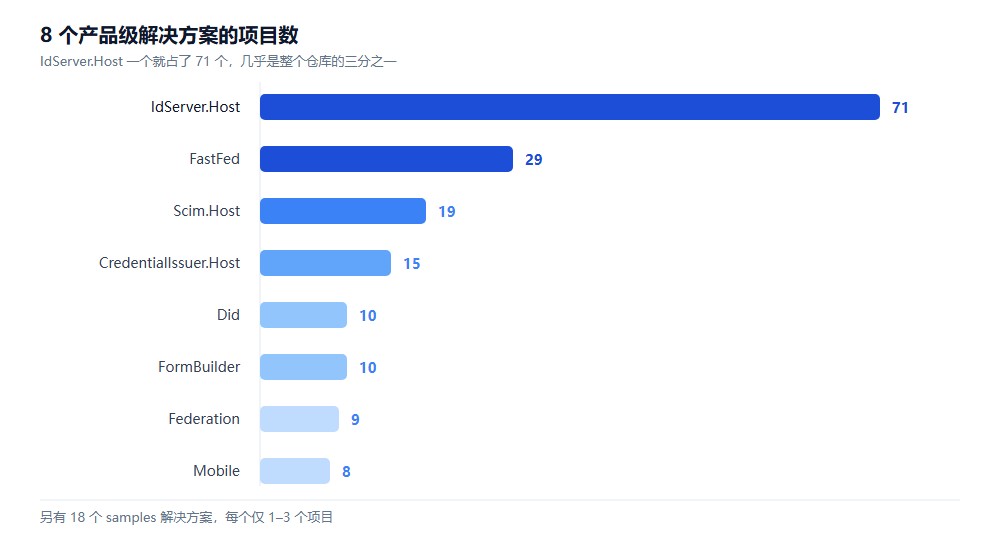 8 个产品级解决方案的项目数
IdServer.Host 一个就占了 71 个，几乎是整个仓库的三分之一
IdServer.Host 71
FastFed 29
Scim.Host 19
CredentialIssuer.Host 15
Did 10
FormBuilder 10
Federation 9
Mobile 8
另有 18 个 samples 解决方案，每个仅 1–3 个项目